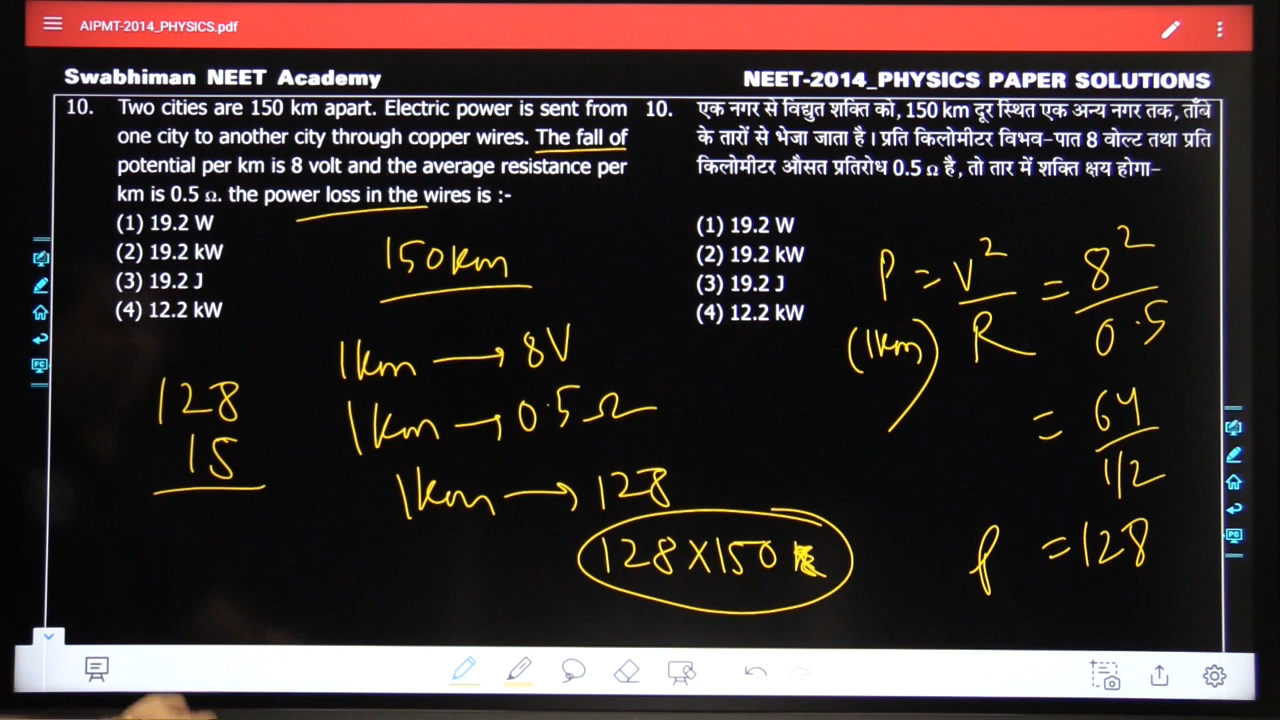 AIPMT-2014_PHYSICS.pdf
Swabhiman NEET Academy
NEET-2014_PHYSICS PAPER SOLUTIONS
10. Two cities are 150 km apart. Electric power is sent from
one city to another city through copper wires. The fall of
potential per km is 8 volt and the average resistance per
km is 0.5 Ω. the power loss in the wires is :-
(1) 19.2 W
(2) 19.2 kW
(3) 19.2 J
(4) 12.2 kW
10. एक नगर से विद्युत शक्ति को, 150 km दूर स्थित एक अन्य नगर तक, ताँबे
के तारों से भेजा जाता है। प्रति किलोमीटर विभव-पात 8 वोल्ट तथा प्रति
किलोमीटर औसत प्रतिरोध 0.5 Ω है, तो तार में शक्ति क्षय होगा-
(1) 19.2 W
(2) 19.2 kW
(3) 19.2 J
(4) 12.2 kW
150km
1km → 8V
1km → 0.5 Ω
1km → 128
128×150
128
15
P = V²/R = 8²/0.5
(1km)
= 64/1/2
P = 128